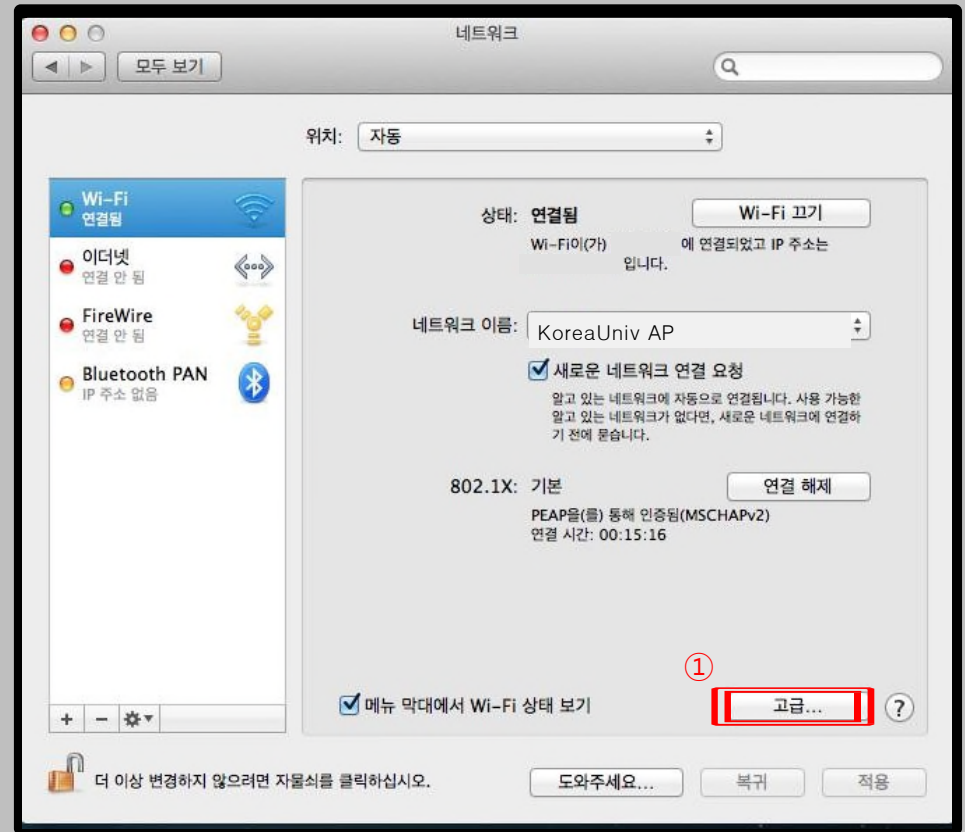 네트워크
모두 보기
위치: 자동
Wi-Fi
연결됨
이더넷
연결 안 됨
FireWire
연결 안 됨
Bluetooth PAN
IP 주소 없음
상태: 연결됨
Wi-Fi 끄기
Wi-Fi이(가) 에 연결되었고 IP 주소는
입니다.
네트워크 이름: KoreaUniv AP
새로운 네트워크 연결 요청
알고 있는 네트워크에 자동으로 연결됩니다. 사용 가능한
알고 있는 네트워크가 없다면, 새로운 네트워크에 연결하
기 전에 묻습니다.
802.1X: 기본
연결 해제
PEAP을(를) 통해 인증됨(MSCHAPv2)
연결 시간: 00:15:16
①
메뉴 막대에서 Wi-Fi 상태 보기
고급...
?
더 이상 변경하지 않으려면 자물쇠를 클릭하십시오.
도와주세요...
복귀
적용